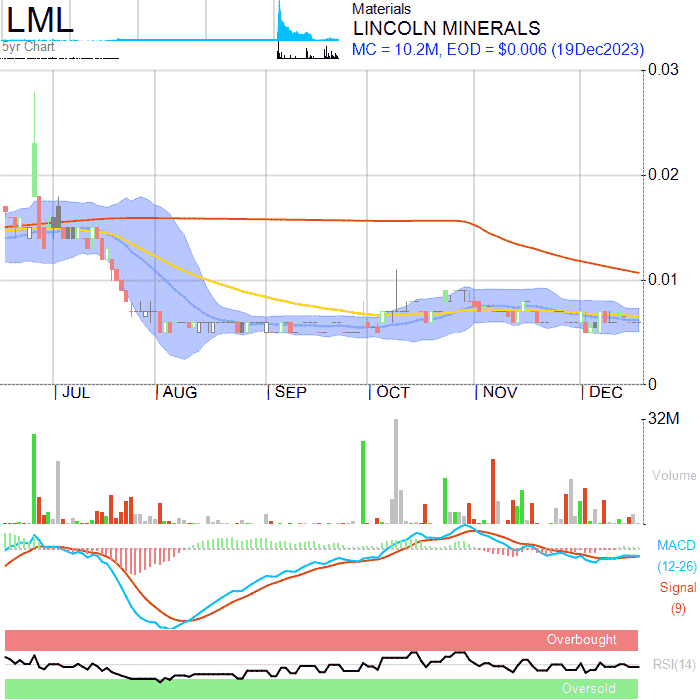 LML
5yr Chart
Materials
LINCOLN MINERALS
MC = 10.2M, EOD = $0.006 (19Dec2023)
0.03
0.02
0.01
0
JUL
AUG
SEP
OCT
NOV
DEC
32M
Volume
MACD
(12-26)
Signal
(9)
Overbought
RSI(14)
Oversold